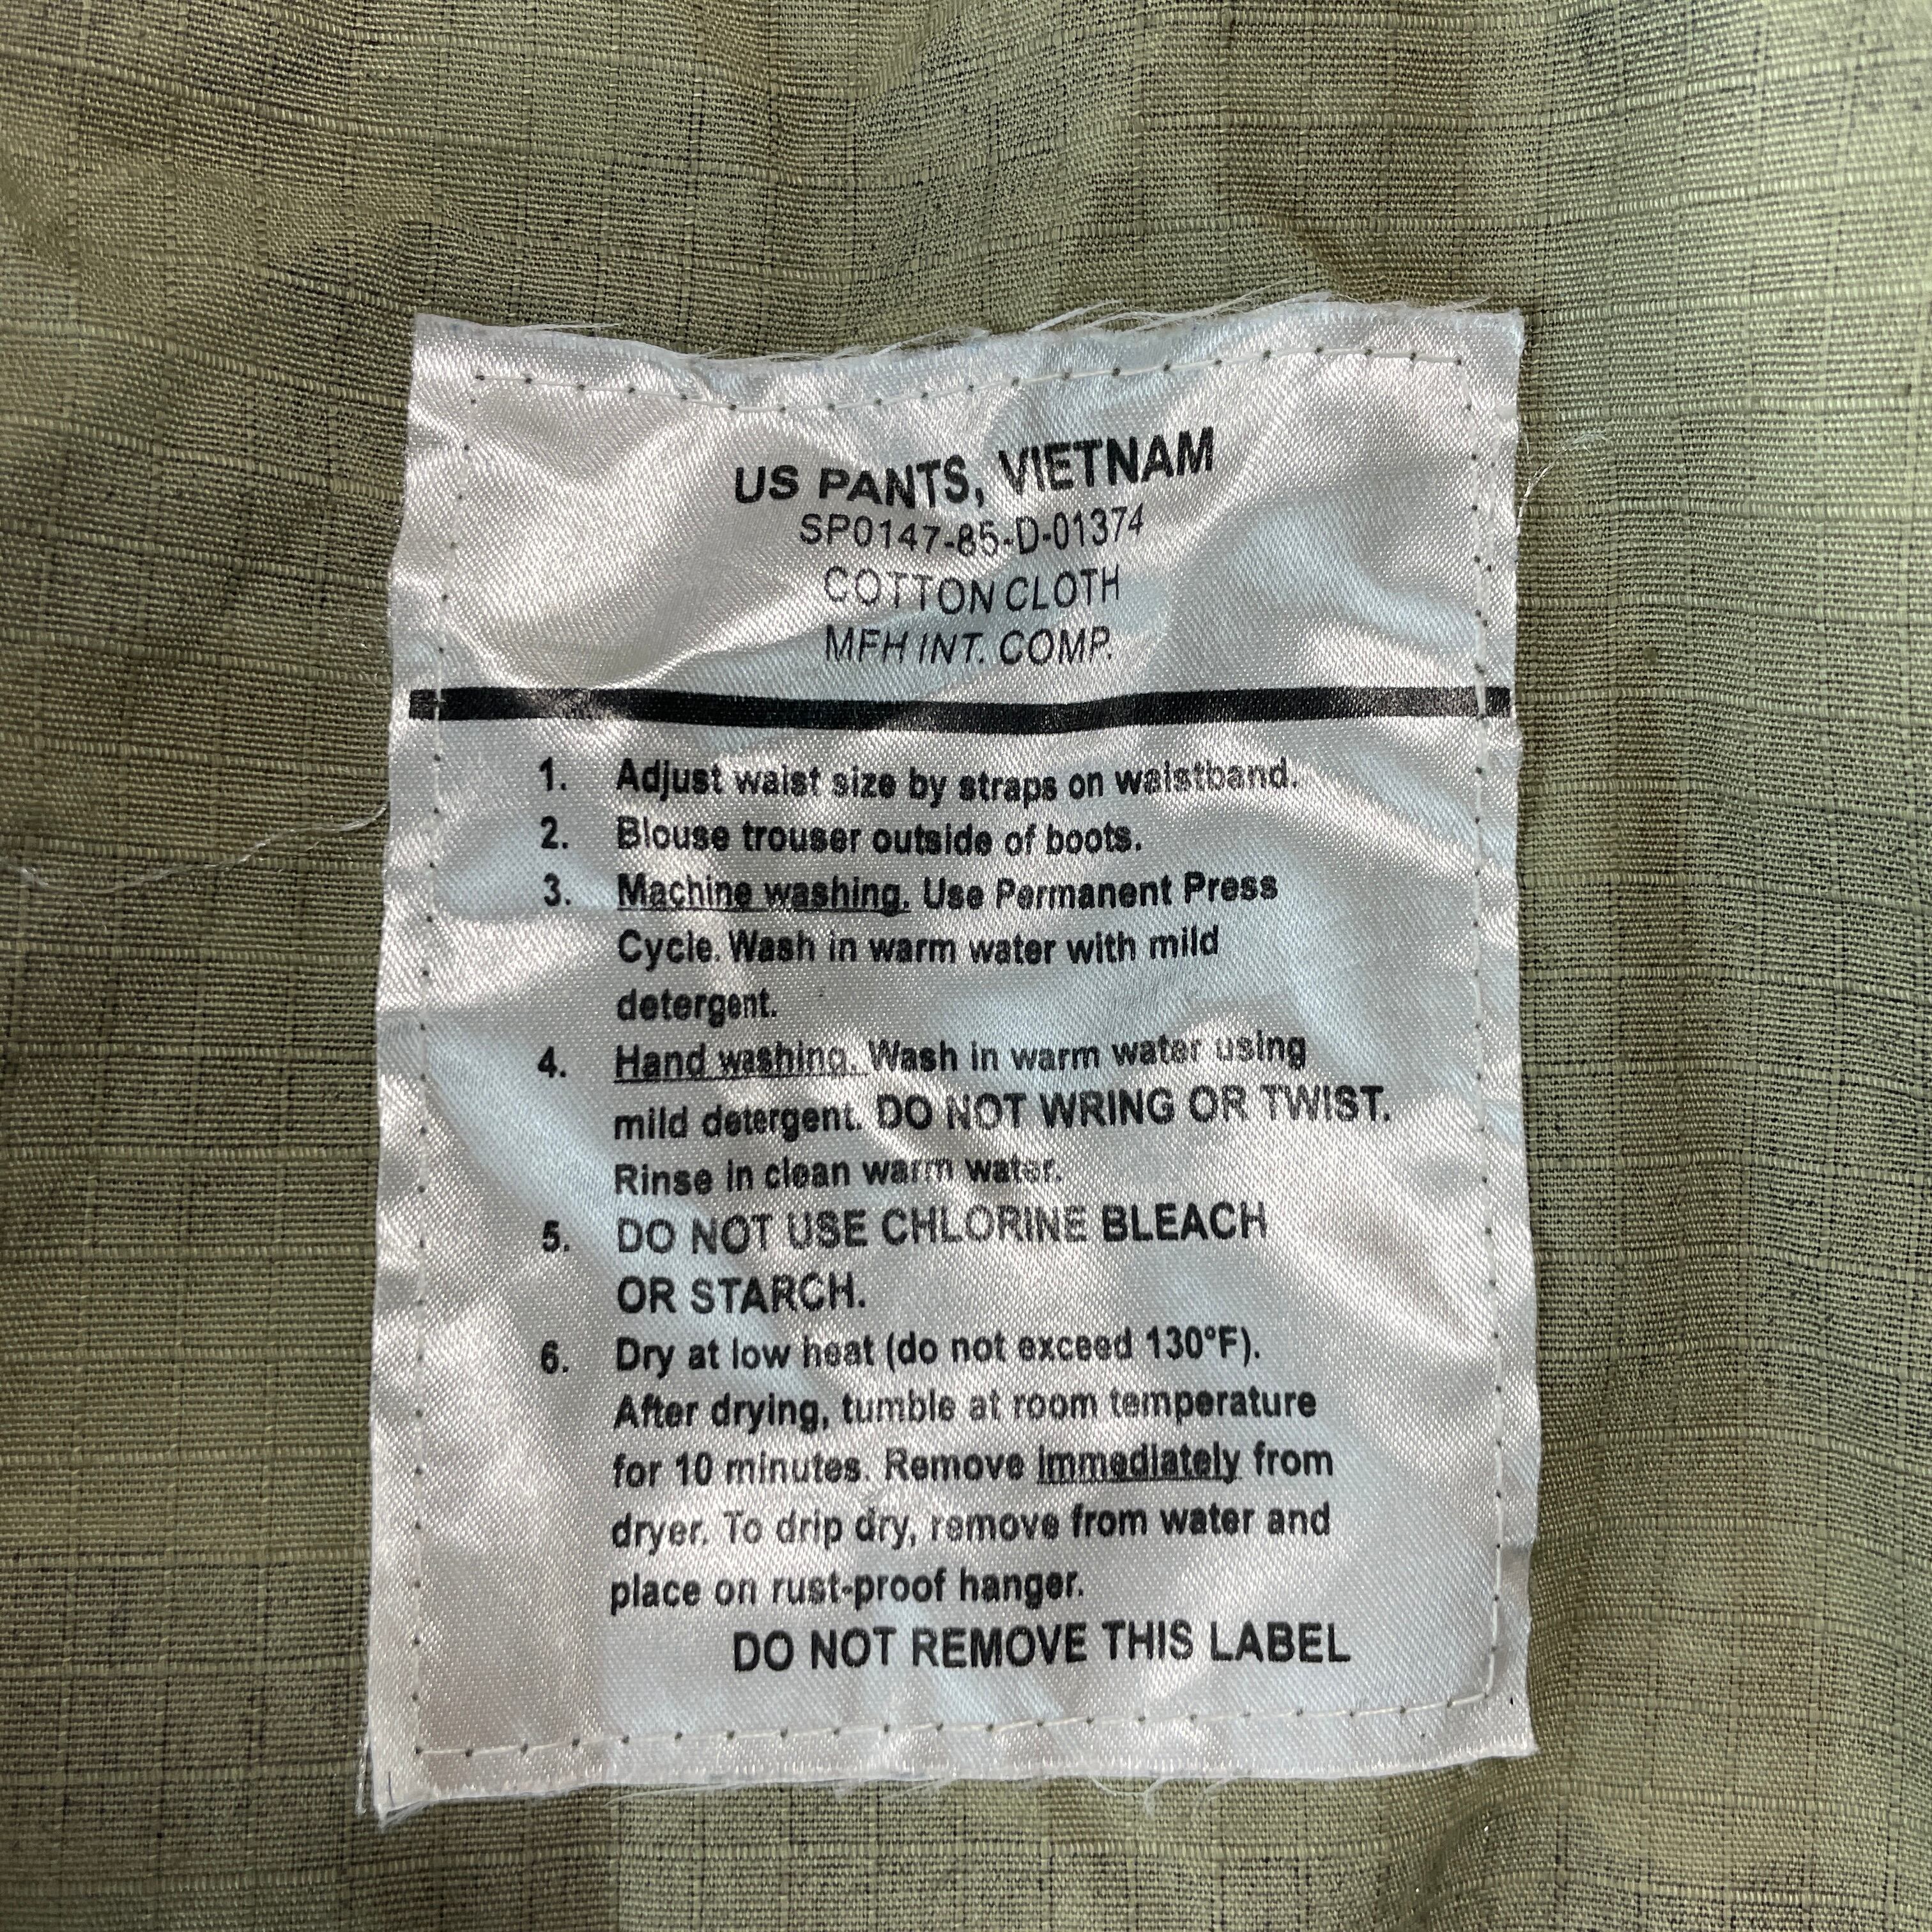 US PANTS, VIETNAM
SP0147-85-D-01374
COTTON CLOTH
MFH INT. COMP.
1. Adjust waist size by straps on waistband.
2. Blouse trouser outside of boots.
3. Machine washing. Use Permanent Press
Cycle. Wash in warm water with mild
detergent.
4. Hand washing. Wash in warm water using
mild detergent. DO NOT WRING OR TWIST.
Rinse in clean warm water.
5. DO NOT USE CHLORINE BLEACH
OR STARCH.
6. Dry at low heat (do not exceed 130°F).
After drying, tumble at room temperature
for 10 minutes. Remove immediately from
dryer. To drip dry, remove from water and
place on rust-proof hanger.
DO NOT REMOVE THIS LABEL